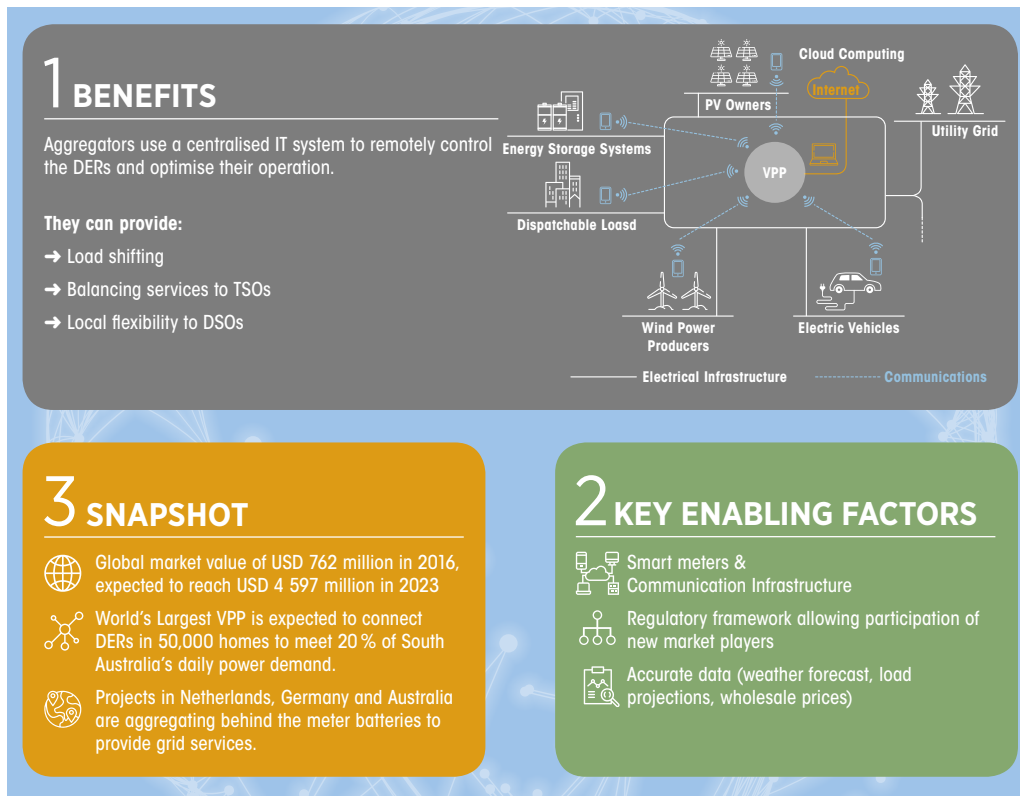 1 BENEFITS
Aggregators use a centralised IT system to remotely control
the DERs and optimise their operation.
They can provide:
➜ Load shifting
➜ Balancing services to TSOs
➜ Local flexibility to DSOs
Cloud Computing
Internet
PV Owners
Utility Grid
Energy Storage Systems
VPP
Dispatchable Loasd
Wind Power
Producers
Electric Vehicles
Electrical Infrastructure
Communications
3 SNAPSHOT
Global market value of USD 762 million in 2016,
expected to reach USD 4 597 million in 2023
World's Largest VPP is expected to connect
DERs in 50,000 homes to meet 20 % of South
Australia's daily power demand.
Projects in Netherlands, Germany and Australia
are aggregating behind the meter batteries to
provide grid services.
2 KEY ENABLING FACTORS
Smart meters &
Communication Infrastructure
Regulatory framework allowing participation of
new market players
Accurate data (weather forecast, load
projections, wholesale prices)